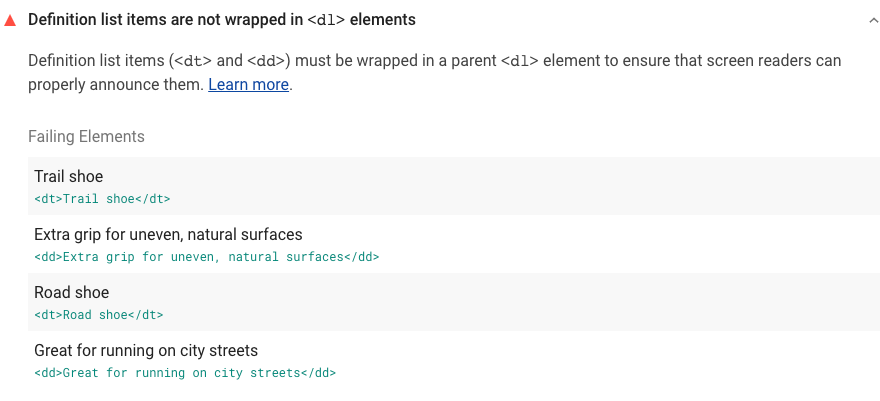 Definition list items are not wrapped in <dl> elements
Definition list items (<dt> and <dd>) must be wrapped in a parent <dl> element to ensure that screen readers can
properly announce them. Learn more.
Failing Elements
Trail shoe
<dt>Trail shoe</dt>
Extra grip for uneven, natural surfaces
<dd>Extra grip for uneven, natural surfaces</dd>
Road shoe
<dt>Road shoe</dt>
Great for running on city streets
<dd>Great for running on city streets</dd>